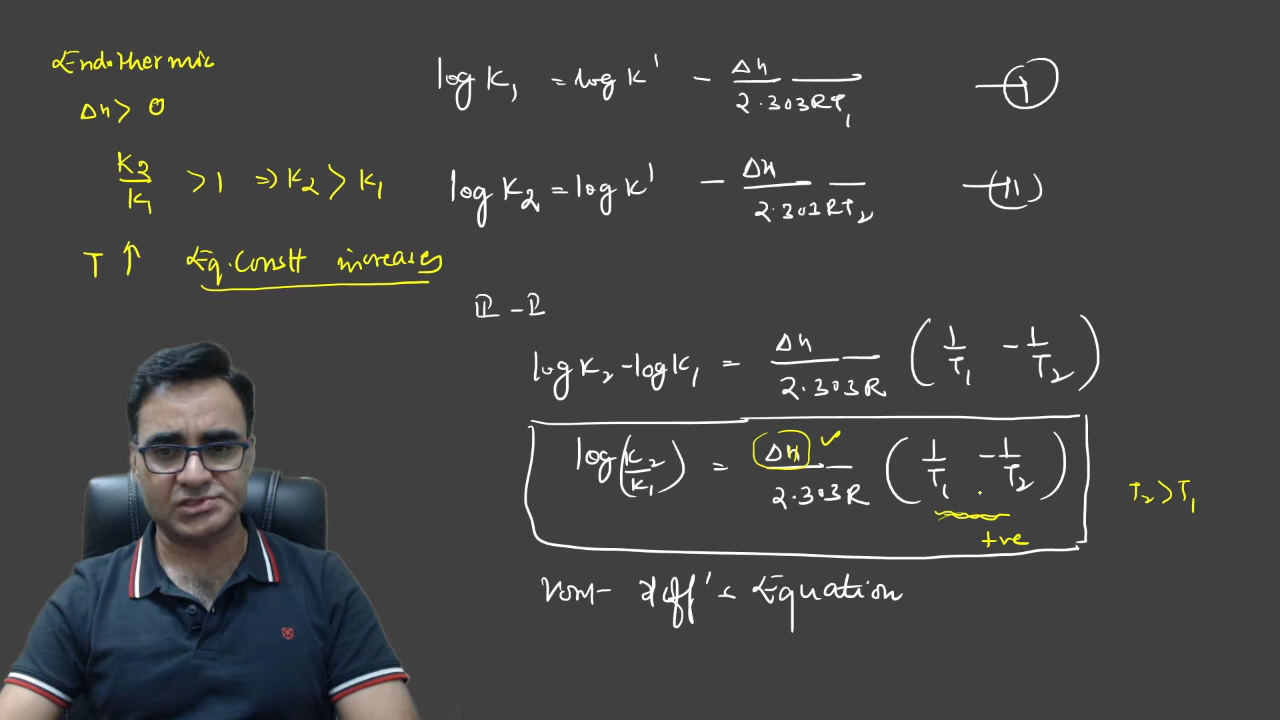 Endothermic
ΔH > 0
K2/K1 > 1 ⇒ K2 > K1
T ↑ Eq. Constt increases
log K1 = log K' - ΔH/2.303RT1 — (I)
log K2 = log K' - ΔH/2.303RT2 — (II)
II - I
log K2 - log K1 = ΔH/2.303R (1/T1 - 1/T2)
log (K2/K1) = ΔH/2.303R (1/T1 - 1/T2)
T2 > T1
+ve
Equation